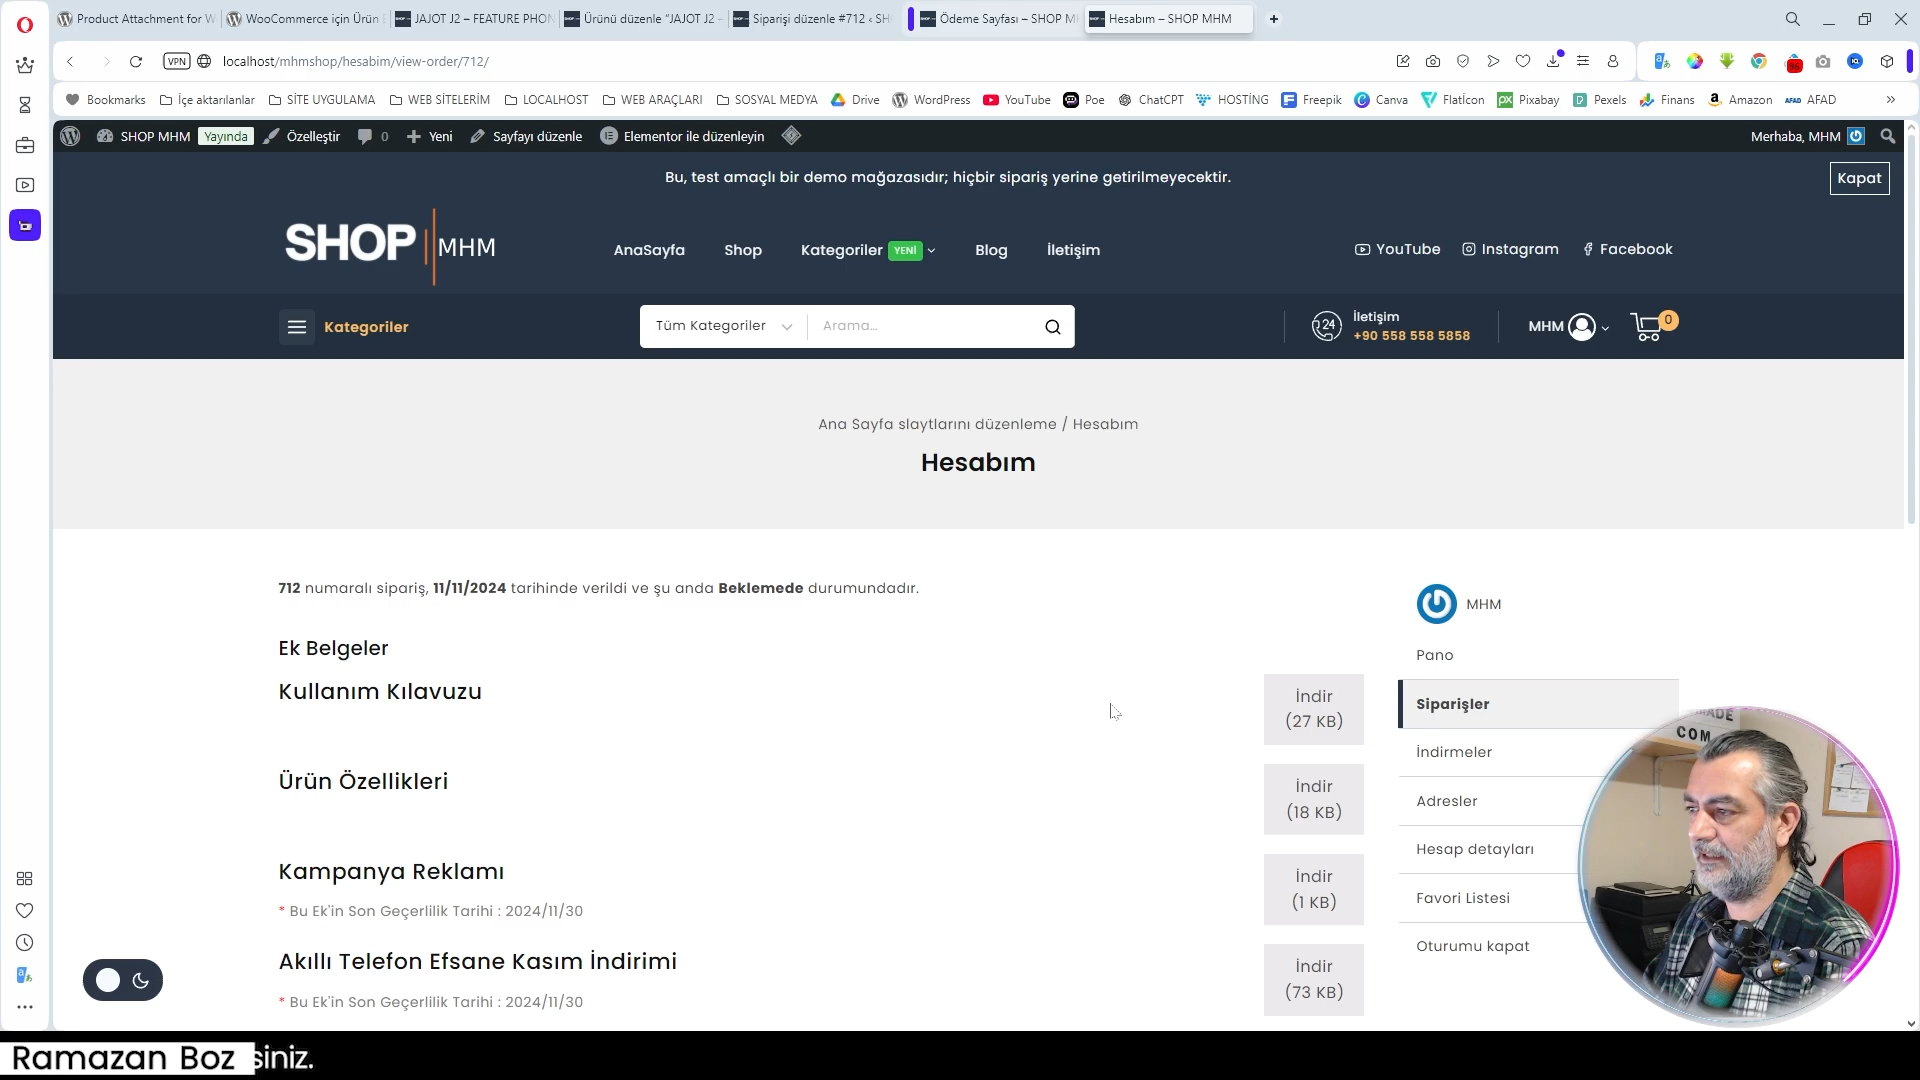 Product Attachment for W
WooCommerce için Ürün
JAJOT J2 – FEATURE PHON
Ürünü düzle "JAJOT J2 –
Siparişi düzenle #712 ‹ SH
Ödeme Sayfası – SHOP M
Hesabım – SHOP MHM
VPN
localhost/mhmshop/hesabim/view-order/712/
Bookmarks
İçe aktarılanlar
SİTE UYGULAMA
WEB SİTELERİM
LOCALHOST
WEB ARAÇLARI
SOSYAL MEDYA
Drive
WordPress
YouTube
Poe
ChatCPT
HOSTİNG
Freepik
Canva
Flatİcon
Pixabay
Pexels
Finans
Amazon
AFAD
AFAD
SHOP MHM
Yayında
Özelleştir
0
Yeni
Sayfayı düzenle
Elementor ile düzenleyin
Merhaba, MHM
Bu, test amaçlı bir demo mağazasıdır; hiçbir sipariş yerine getirilmeyecektir.
Kapat
SHOP MHM
AnaSayfa
Shop
Kategoriler YENİ
Blog
İletişim
YouTube
Instagram
Facebook
Kategoriler
Tüm Kategoriler
Arama...
24
İletişim
+90 558 558 5858
MHM
0
Ana Sayfa slaytlarını düzenleme / Hesabım
Hesabım
712 numaralı sipariş, 11/11/2024 tarihinde verildi ve şu anda Beklemede durumundadır.
Ek Belgeler
Kullanım Kılavuzu
İndir
(27 KB)
Ürün Özellikleri
İndir
(18 KB)
Kampanya Reklamı
* Bu Ek'in Son Geçerlilik Tarihi : 2024/11/30
İndir
(1 KB)
Akıllı Telefon Efsane Kasım İndirimi
* Bu Ek'in Son Geçerlilik Tarihi : 2024/11/30
İndir
(73 KB)
MHM
Pano
Siparişler
İndirmeler
Adresler
Hesap detayları
Favori Listesi
Oturumu kapat
COM
Ramazan Boz
siniz.